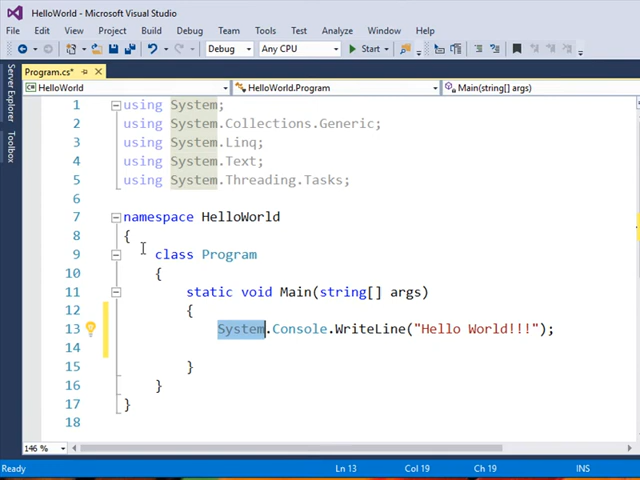 HelloWorld - Microsoft Visual Studio
File Edit View Project Build Debug Team Tools Test Analyze Window Help
Debug Any CPU Start
Program.cs*
HelloWorld HelloWorld.Program Main(string[] args)
Server Explorer
Toolbox
1 using System;
2 using System.Collections.Generic;
3 using System.Linq;
4 using System.Text;
5 using System.Threading.Tasks;
6
7 namespace HelloWorld
8 {
9 class Program
10 {
11 static void Main(string[] args)
12 {
13 System.Console.WriteLine("Hello World!!!");
14
15 }
16 }
17 }
18
146 %
Ready Ln 13 Col 19 Ch 19 INS